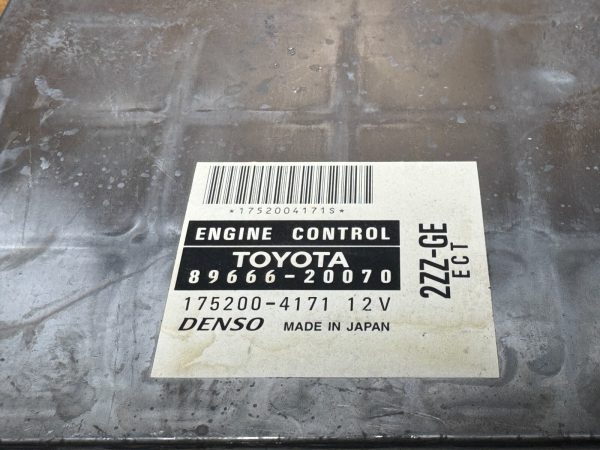 *1752004171S*
ENGINE CONTROL
TOYOTA
89666-20070
175200-4171 12V
DENSO MADE IN JAPAN
2ZZ-GE
ECT